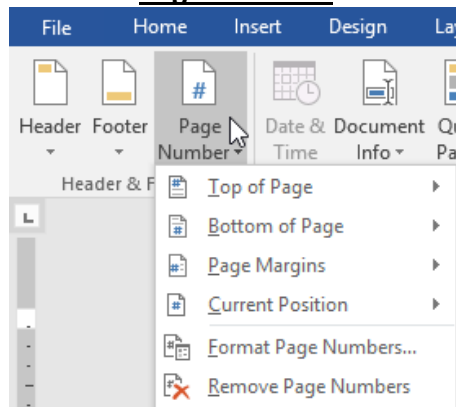 File Home Insert Design
Header Footer Page Number Date & Time Document Info
Header &
Top of Page
Bottom of Page
Page Margins
Current Position
Format Page Numbers...
Remove Page Numbers